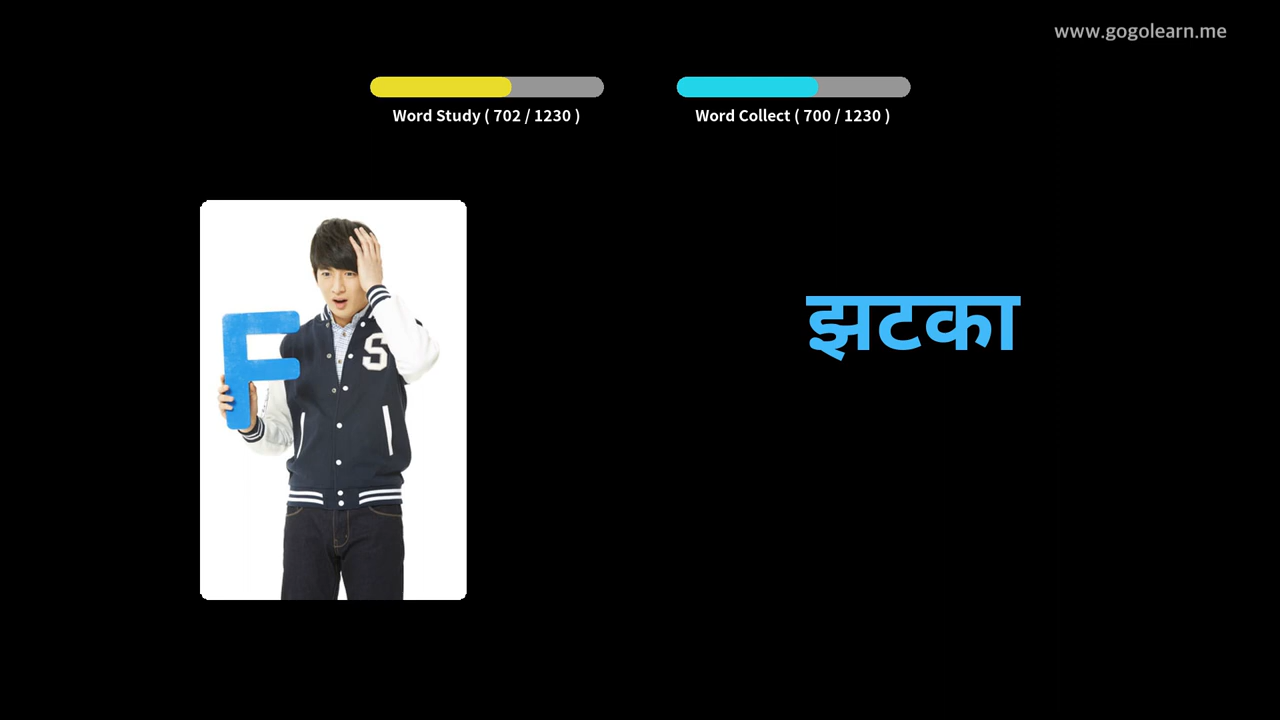 www.gogolearn.me
Word Study ( 702 / 1230 )
Word Collect ( 700 / 1230 )
F
S
झटका